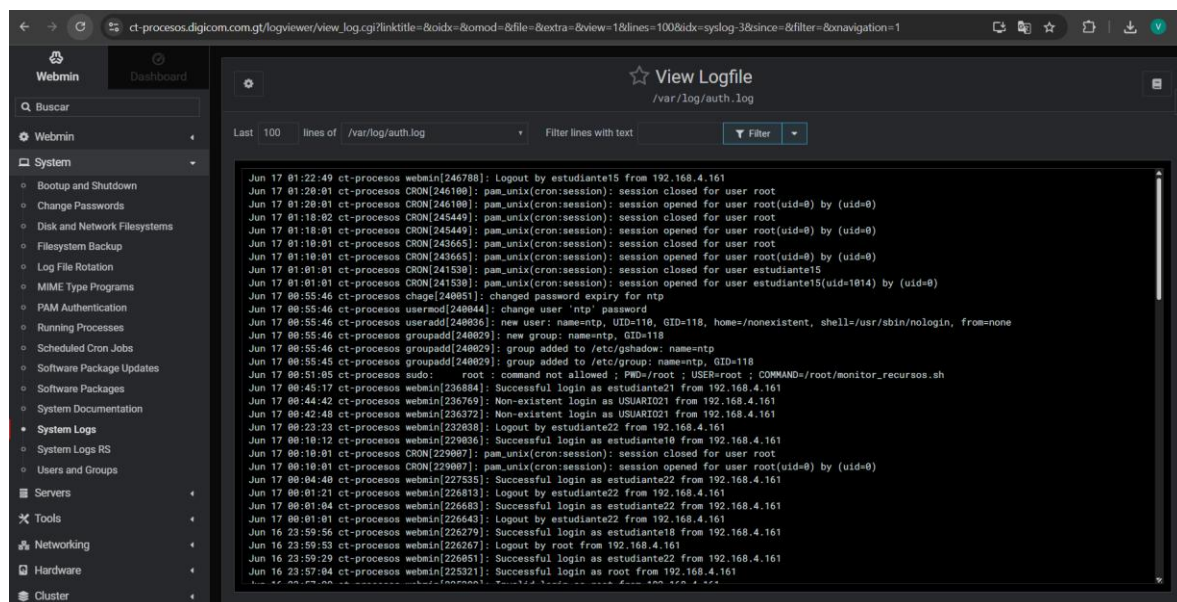 ct-procesos.digicom.com.gt/logviewer/view_log.cgi?linktitle=&oidx=&omod=&file=&extra=&view=1&lines=100&idx=syslog-3&since=&filter=&xnavigation=1
V
Webmin
Dashboard
Buscar
Webmin
System
Bootup and Shutdown
Change Passwords
Disk and Network Filesystems
Filesystem Backup
Log File Rotation
MIME Type Programs
PAM Authentication
Running Processes
Scheduled Cron Jobs
Software Package Updates
Software Packages
System Documentation
System Logs
System Logs RS
Users and Groups
Servers
Tools
Networking
Hardware
Cluster
View Logfile
/var/log/auth.log
Last 100 lines of /var/log/auth.log Filter lines with text Filter
Jun 17 01:22:49 ct-procesos webmin[246788]: Logout by estudiante15 from 192.168.4.161
Jun 17 01:20:01 ct-procesos CRON[246100]: pam_unix(cron:session): session closed for user root
Jun 17 01:20:01 ct-procesos CRON[246100]: pam_unix(cron:session): session opened for user root(uid=0) by (uid=0)
Jun 17 01:18:02 ct-procesos CRON[245449]: pam_unix(cron:session): session closed for user root
Jun 17 01:18:01 ct-procesos CRON[245449]: pam_unix(cron:session): session opened for user root(uid=0) by (uid=0)
Jun 17 01:10:01 ct-procesos CRON[243665]: pam_unix(cron:session): session closed for user root
Jun 17 01:10:01 ct-procesos CRON[243665]: pam_unix(cron:session): session opened for user root(uid=0) by (uid=0)
Jun 17 01:01:01 ct-procesos CRON[241530]: pam_unix(cron:session): session closed for user estudiante15
Jun 17 01:01:01 ct-procesos CRON[241530]: pam_unix(cron:session): session opened for user estudiante15(uid=1014) by (uid=0)
Jun 17 00:55:46 ct-procesos chage[240051]: changed password expiry for ntp
Jun 17 00:55:46 ct-procesos usermod[240044]: change user 'ntp' password
Jun 17 00:55:46 ct-procesos useradd[240036]: new user: name=ntp, UID=110, GID=118, home=/nonexistent, shell=/usr/sbin/nologin, from=none
Jun 17 00:55:46 ct-procesos groupadd[240029]: new group: name=ntp, GID=118
Jun 17 00:55:46 ct-procesos groupadd[240029]: group added to /etc/gshadow: name=ntp
Jun 17 00:55:45 ct-procesos groupadd[240029]: group added to /etc/group: name=ntp, GID=118
Jun 17 00:51:05 ct-procesos sudo: root : command not allowed ; PWD=/root ; USER=root ; COMMAND=/root/monitor_recursos.sh
Jun 17 00:45:17 ct-procesos webmin[236884]: Successful login as estudiante21 from 192.168.4.161
Jun 17 00:44:42 ct-procesos webmin[236769]: Non-existent login as USUARIO21 from 192.168.4.161
Jun 17 00:42:48 ct-procesos webmin[236372]: Non-existent login as USUARIO21 from 192.168.4.161
Jun 17 00:23:23 ct-procesos webmin[232038]: Logout by estudiante22 from 192.168.4.161
Jun 17 00:10:12 ct-procesos webmin[229036]: Successful login as estudiante10 from 192.168.4.161
Jun 17 00:10:01 ct-procesos CRON[229007]: pam_unix(cron:session): session closed for user root
Jun 17 00:10:01 ct-procesos CRON[229007]: pam_unix(cron:session): session opened for user root(uid=0) by (uid=0)
Jun 17 00:04:40 ct-procesos webmin[227535]: Successful login as estudiante22 from 192.168.4.161
Jun 17 00:01:21 ct-procesos webmin[226813]: Logout by estudiante22 from 192.168.4.161
Jun 17 00:01:04 ct-procesos webmin[226683]: Successful login as estudiante22 from 192.168.4.161
Jun 17 00:01:01 ct-procesos webmin[226643]: Logout by estudiante22 from 192.168.4.161
Jun 16 23:59:56 ct-procesos webmin[226279]: Successful login as estudiante18 from 192.168.4.161
Jun 16 23:59:53 ct-procesos webmin[226267]: Logout by root from 192.168.4.161
Jun 16 23:59:29 ct-procesos webmin[226051]: Successful login as estudiante22 from 192.168.4.161
Jun 16 23:57:04 ct-procesos webmin[225321]: Successful login as root from 192.168.4.161